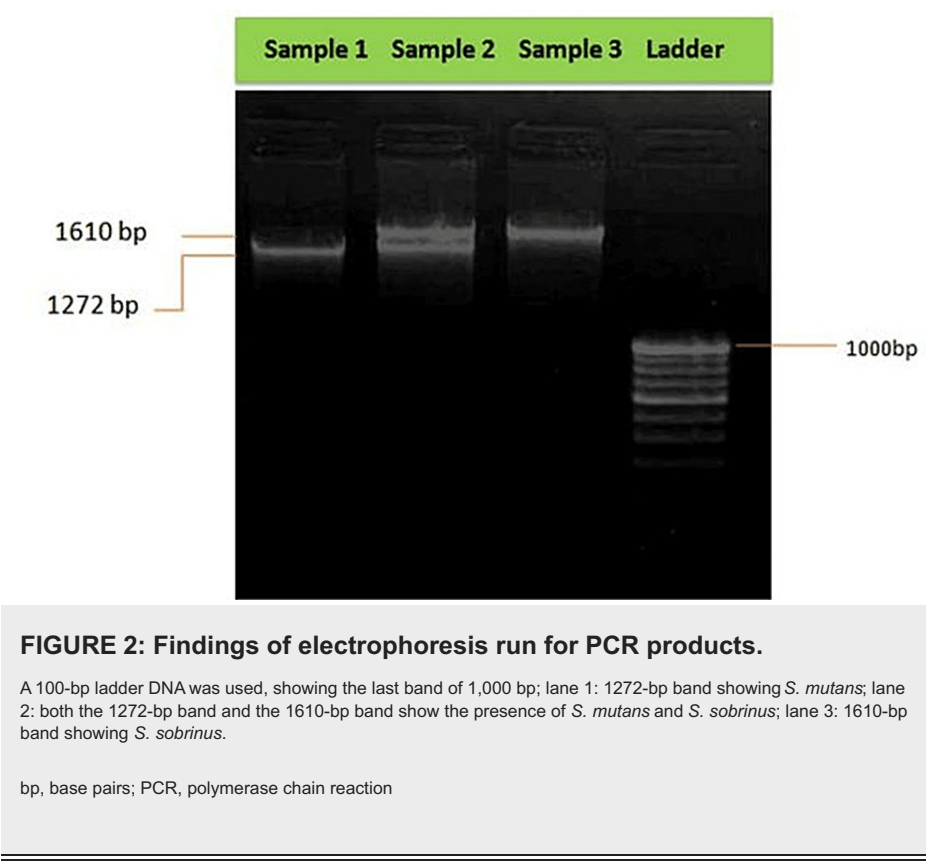 Sample 1 Sample 2 Sample 3 Ladder
1610 bp
1272 bp
1000bp
FIGURE 2: Findings of electrophoresis run for PCR products.
A 100-bp ladder DNA was used, showing the last band of 1,000 bp; lane 1: 1272-bp band showing S. mutans; lane
2: both the 1272-bp band and the 1610-bp band show the presence of S. mutans and S. sobrinus; lane 3: 1610-bp
band showing S. sobrinus.
bp, base pairs; PCR, polymerase chain reaction